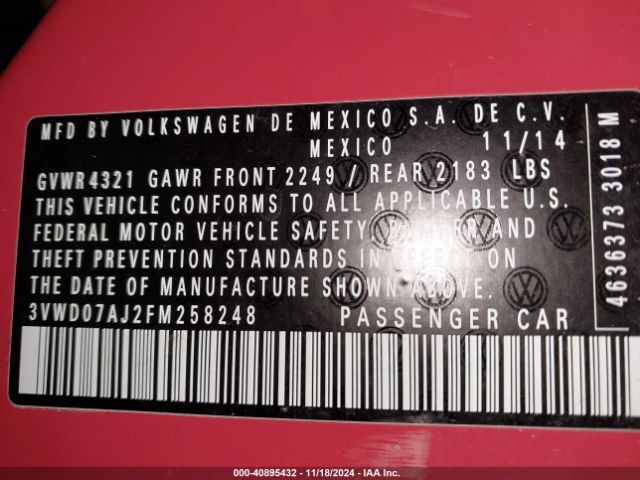 MFD BY VOLKSWAGEN DE MEXICO S.A. DE C.V.
MEXICO 11/14
GVWR 4321 GAWR FRONT 2249 / REAR 2183 LBS
THIS VEHICLE CONFORMS TO ALL APPLICABLE U.S.
FEDERAL MOTOR VEHICLE SAFETY, BUMPER AND
THEFT PREVENTION STANDARDS IN EFFECT ON
THE DATE OF MANUFACTURE SHOWN ABOVE.
3VWD07AJ2FM258248 PASSENGER CAR
4636373 3018 M
000-40895432 - 11/18/2024 - IAA Inc.